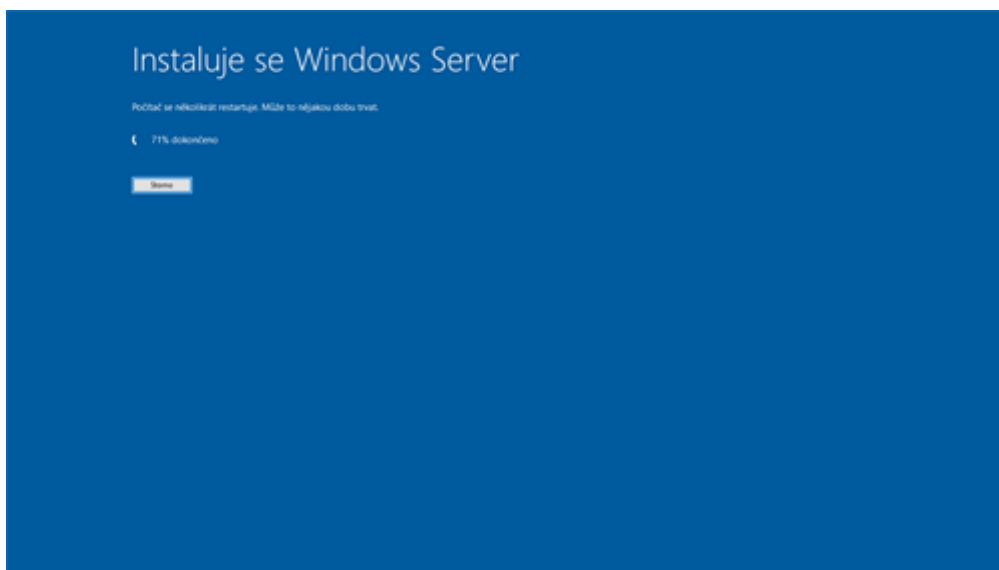 Instaluje se Windows Server
Počítač se několikrát restartuje. Může to nějakou dobu trvat.
71% dokončeno
Storno